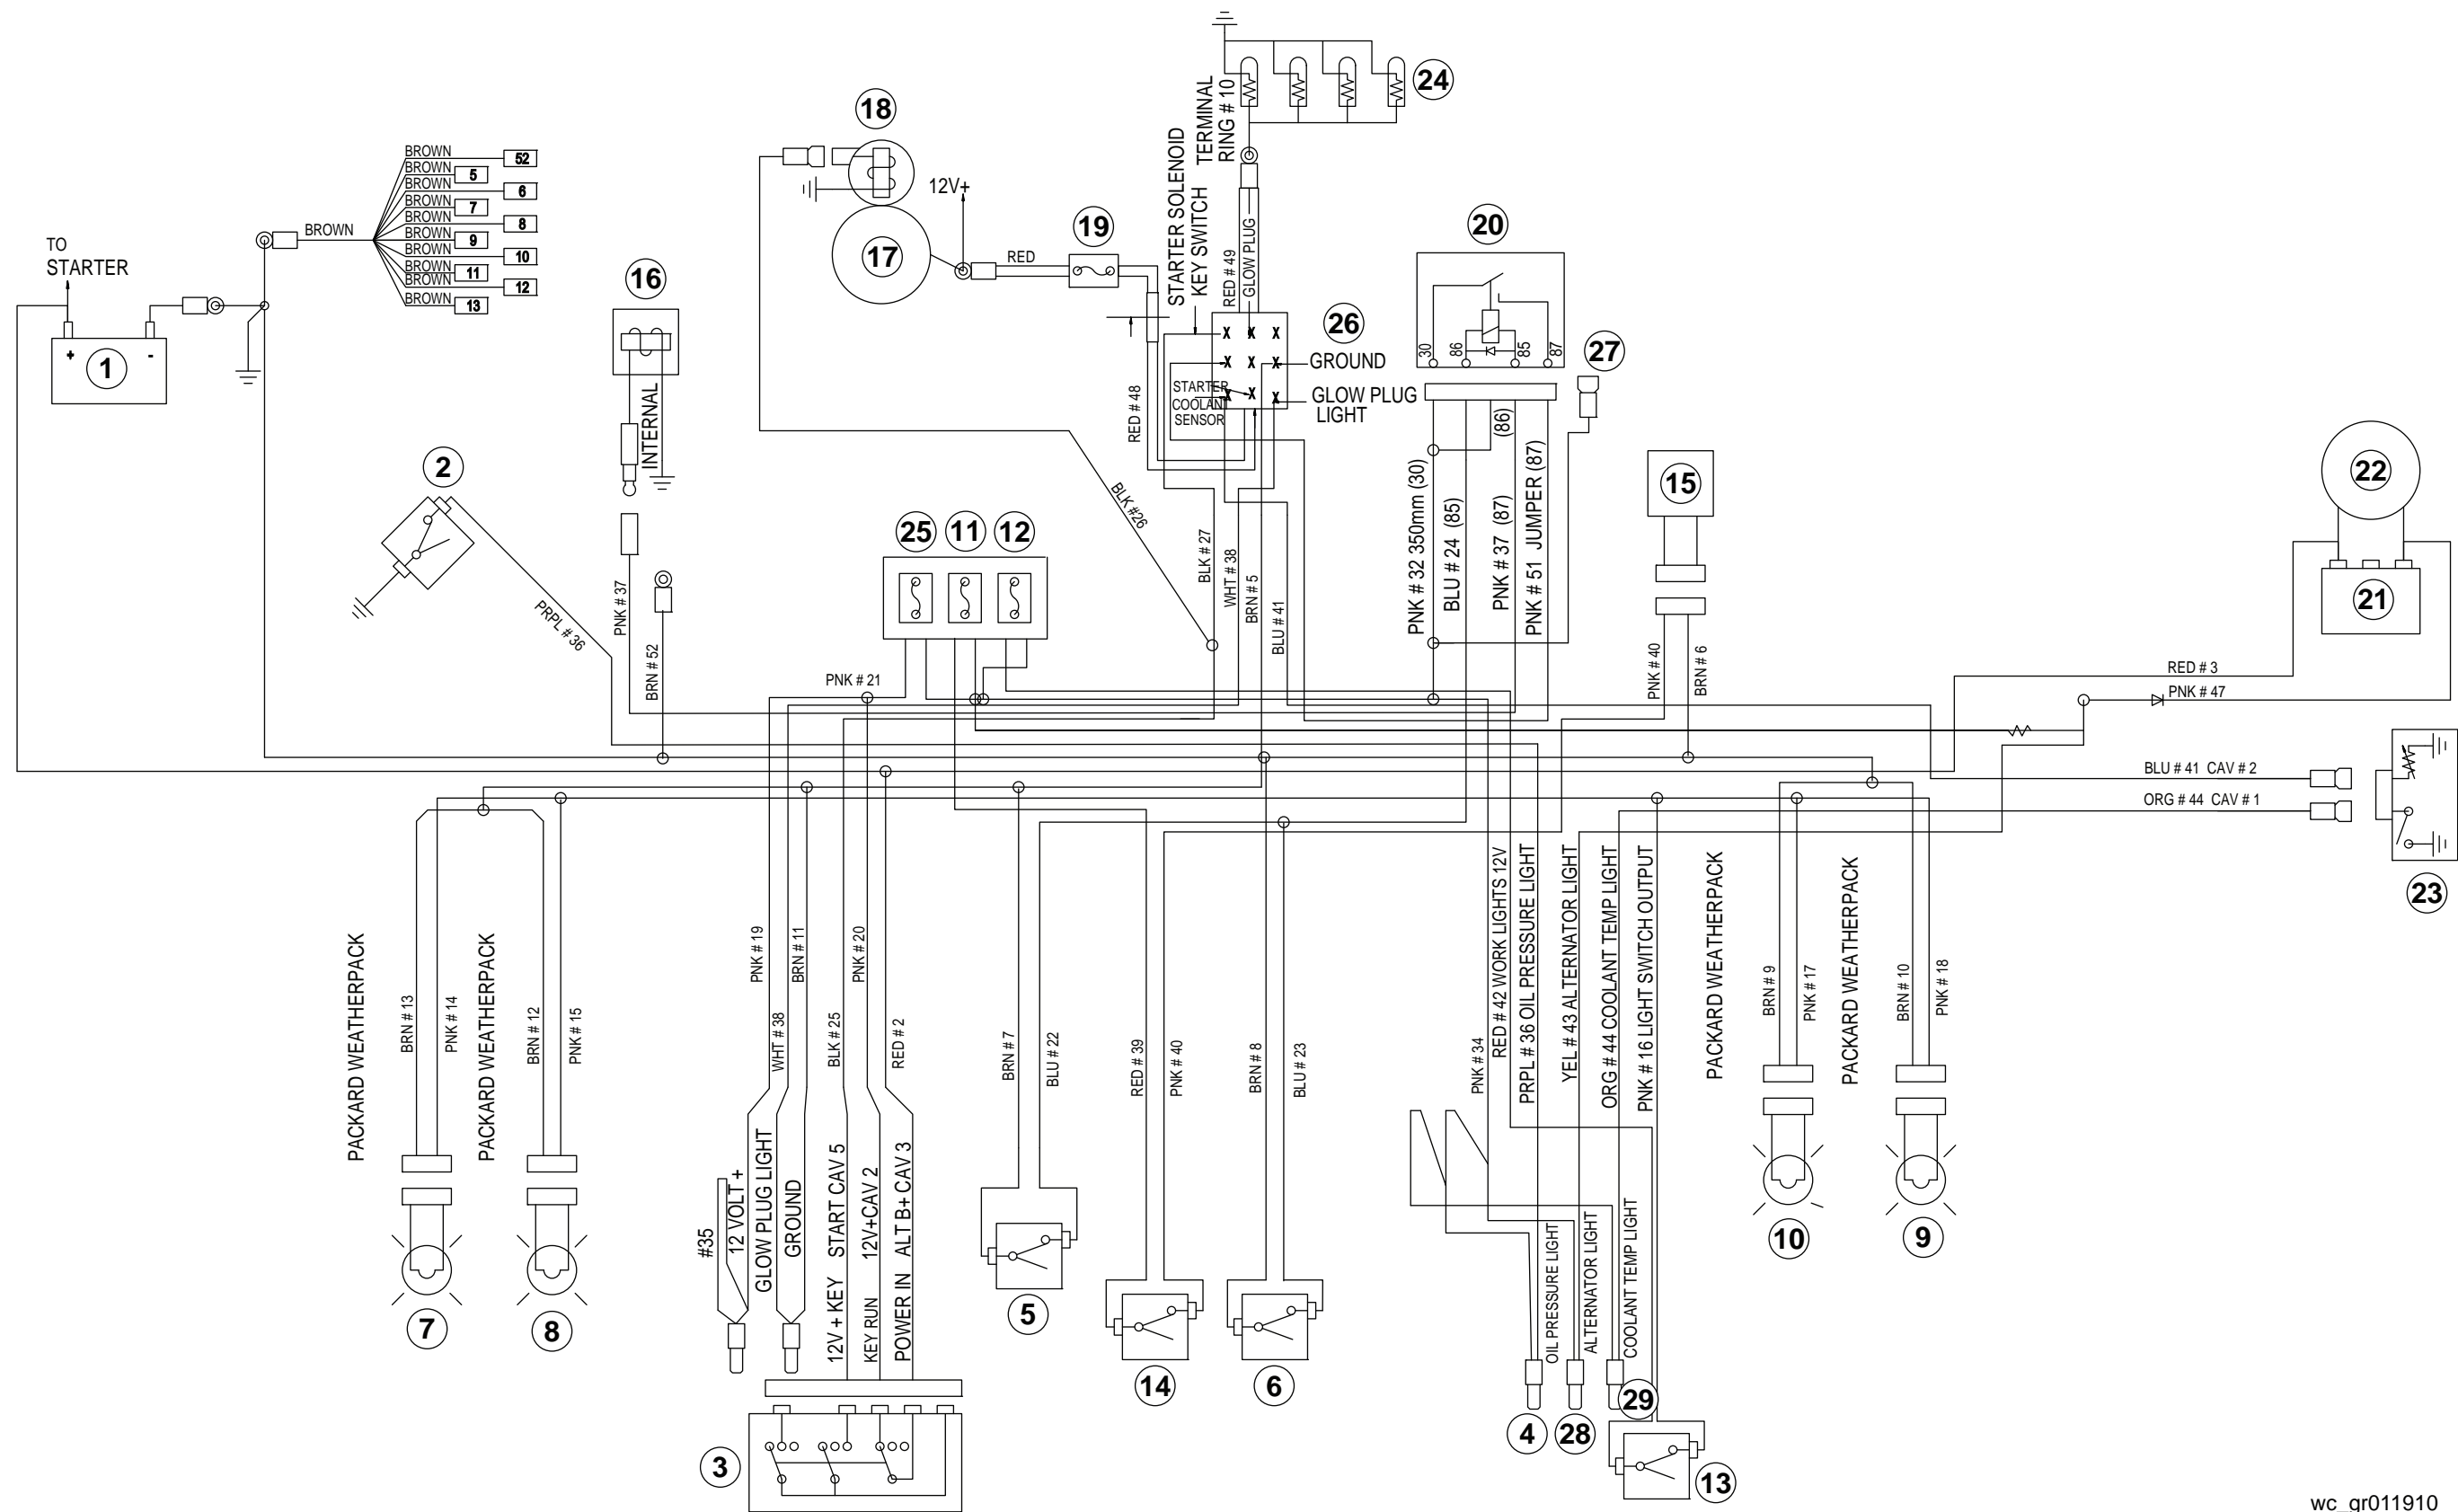 24
18
TERMINAL
RING # 10
STARTER SOLENOID
KEY SWITCH
BROWN 52
BROWN 5
BROWN 6
BROWN 7
BROWN 8
BROWN 9
BROWN 10
BROWN 11
BROWN 12
BROWN 13
BROWN
TO
STARTER
12V+
17
RED
19
16
RED # 49
GLOW PLUG
20
26
27
1
+
-
X X X
X X X
X X X
GROUND
GLOW PLUG
LIGHT
STARTER
COOLANT
SENSOR
30
86
85
87
RED # 48
INTERNAL
2
PRPL # 36
BLK #26
25
11
12
15
22
21
PNK # 37
BRN # 52
BLK # 27
WHT # 38
BRN # 5
BLU # 41
PNK # 32 350mm (30)
BLU # 24 (85)
(86)
PNK # 37 (87)
PNK # 51 JUMPER (87)
PNK # 40
BRN # 6
PNK # 21
RED # 3
PNK # 47
BLU # 41 CAV # 2
ORG # 44 CAV # 1
23
PACKARD WEATHERPACK
BRN # 13
PNK # 14
PACKARD WEATHERPACK
BRN # 12
PNK # 15
PNK # 19
WHT # 38
BRN # 11
BLK # 25
PNK # 20
RED # 2
BRN # 7
BLU # 22
RED # 39
PNK # 40
BRN # 8
BLU # 23
PNK # 34
RED # 42 WORK LIGHTS 12V
PRPL # 36 OIL PRESSURE LIGHT
YEL # 43 ALTERNATOR LIGHT
ORG # 44 COOLANT TEMP LIGHT
PNK # 16 LIGHT SWITCH OUTPUT
PACKARD WEATHERPACK
BRN # 9
PNK # 17
PACKARD WEATHERPACK
BRN # 10
PNK # 18
#35
12 VOLT +
GLOW PLUG LIGHT
GROUND
12V + KEY START CAV 5
KEY RUN 12V+CAV 2
POWER IN ALT B+ CAV 3
OIL PRESSURE LIGHT
ALTERNATOR LIGHT
COOLANT TEMP LIGHT
7
8
5
14
6
10
9
29
4
28
3
13
wc_gr011910